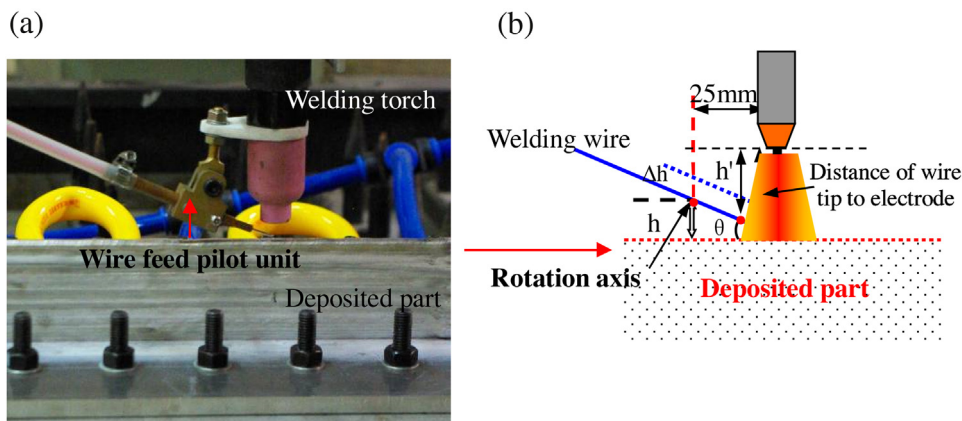 (a)
Welding torch
Wire feed pilot unit
Deposited part
(b)
25mm
Welding wire
Δh
h'
Distance of wire
tip to electrode
h
θ
Rotation axis
Deposited part